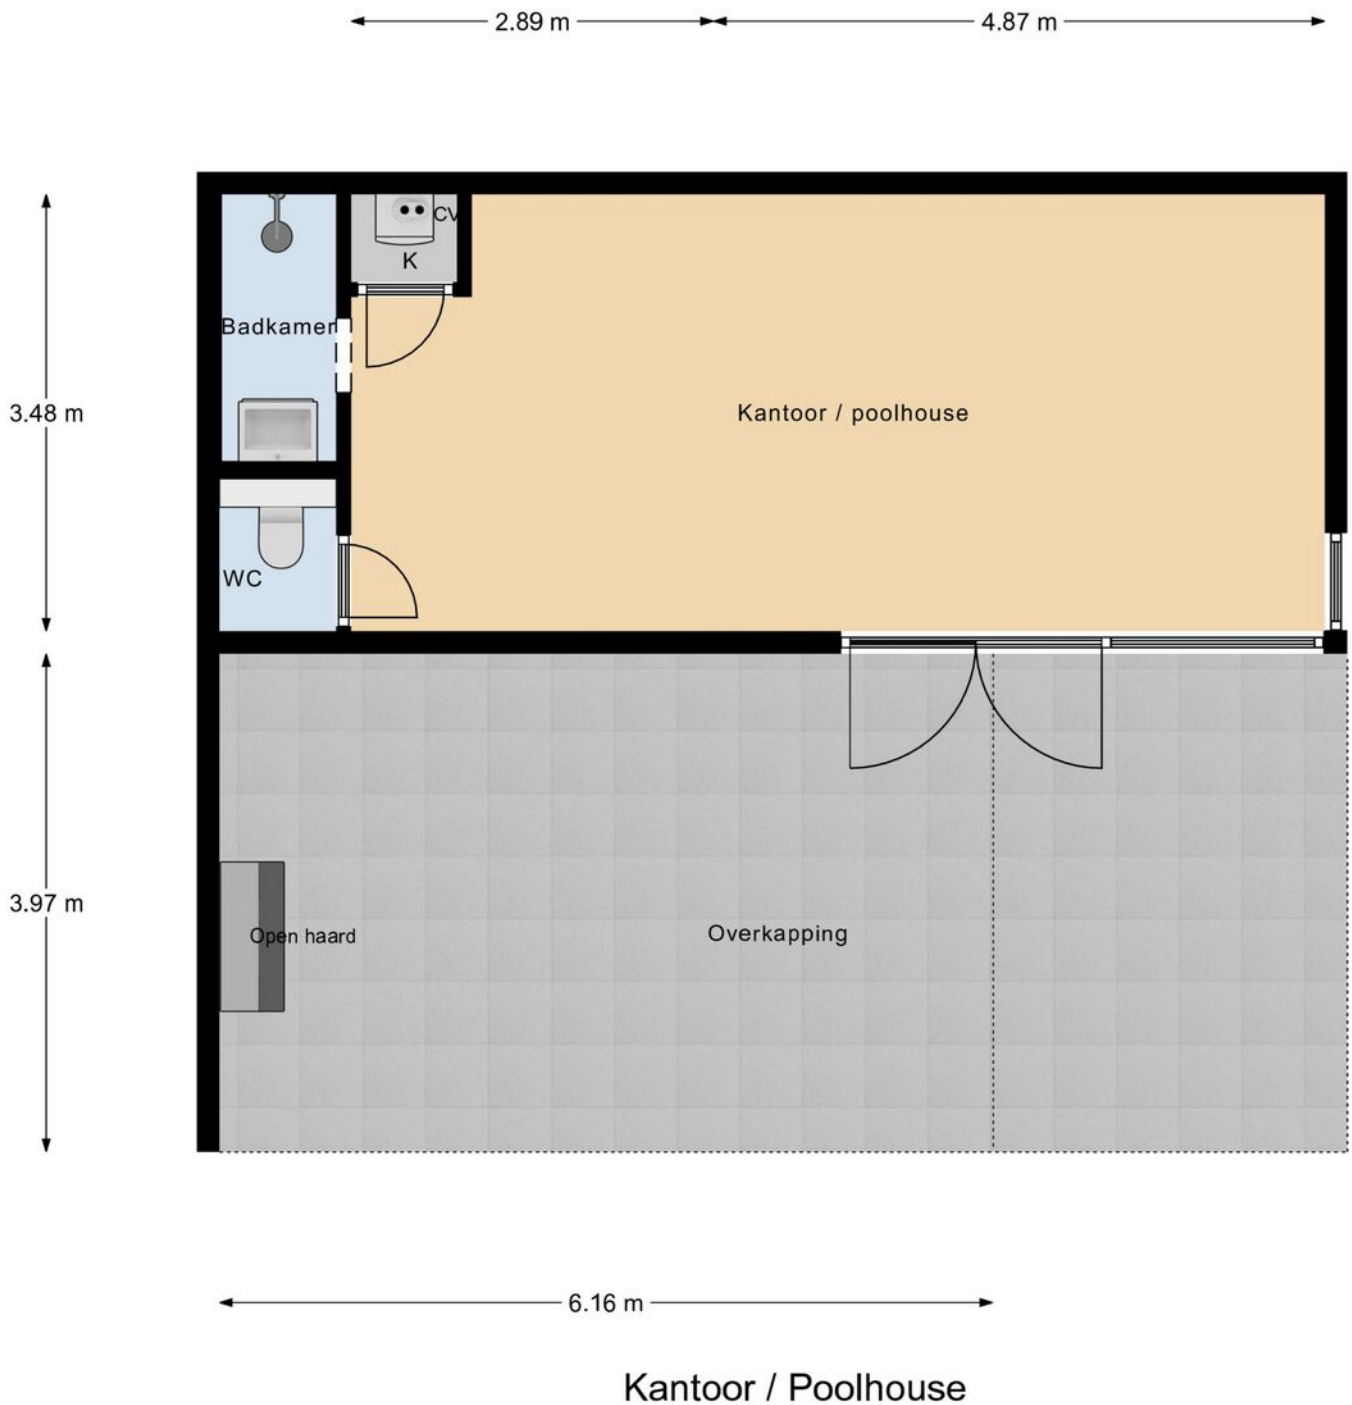 2.89 m
4.87 m
CV
K
Badkamer
3.48 m
Kantoor / poolhouse
WC
3.97 m
Open haard
Overkapping
6.16 m
Kantoor / Poolhouse